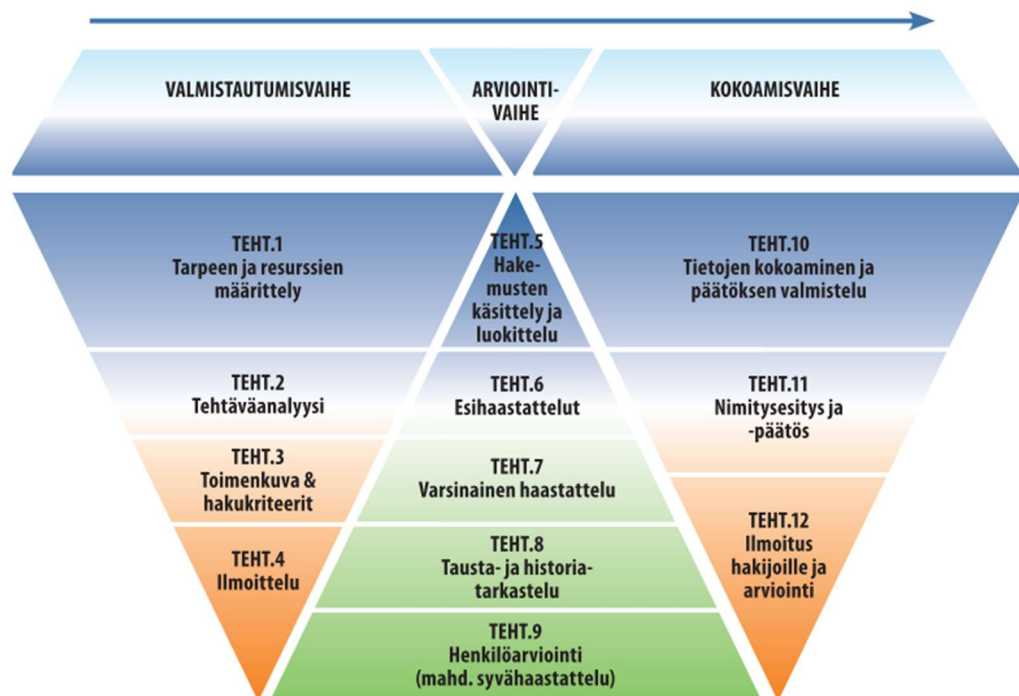 VALMISTAUTUMISVAIHE
ARVIOINTI-
VAIHE
KOKOAMISVAIHE
TEHT.1
Tarpeen ja resurssien
määrittely
TEHT.2
Tehtäväanalyysi
TEHT.3
Toimenkuva &
hakukriteerit
TEHT.4
Ilmoittelu
TEHT.5
Hake-
musten
käsittely ja
luokittelu
TEHT.6
Esihaastattelut
TEHT.7
Varsinainen haastattelu
TEHT.8
Tausta- ja historia-
tarkastelu
TEHT.9
Henkilöarviointi
(mahd. syvähaastattelu)
TEHT.10
Tietojen kokoaminen ja
päätöksen valmistelu
TEHT.11
Nimitysesitys ja
-päätös
TEHT.12
Ilmoitus
hakijoille ja
arviointi